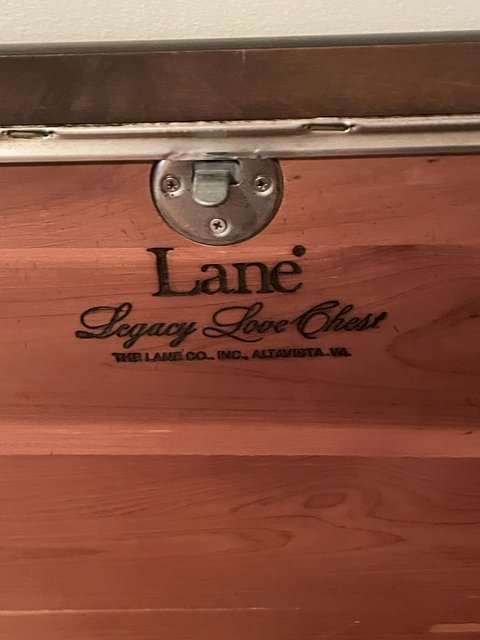 Lane
Legacy Love Chest
THE LANE CO., INC., ALTAVISTA, VA.